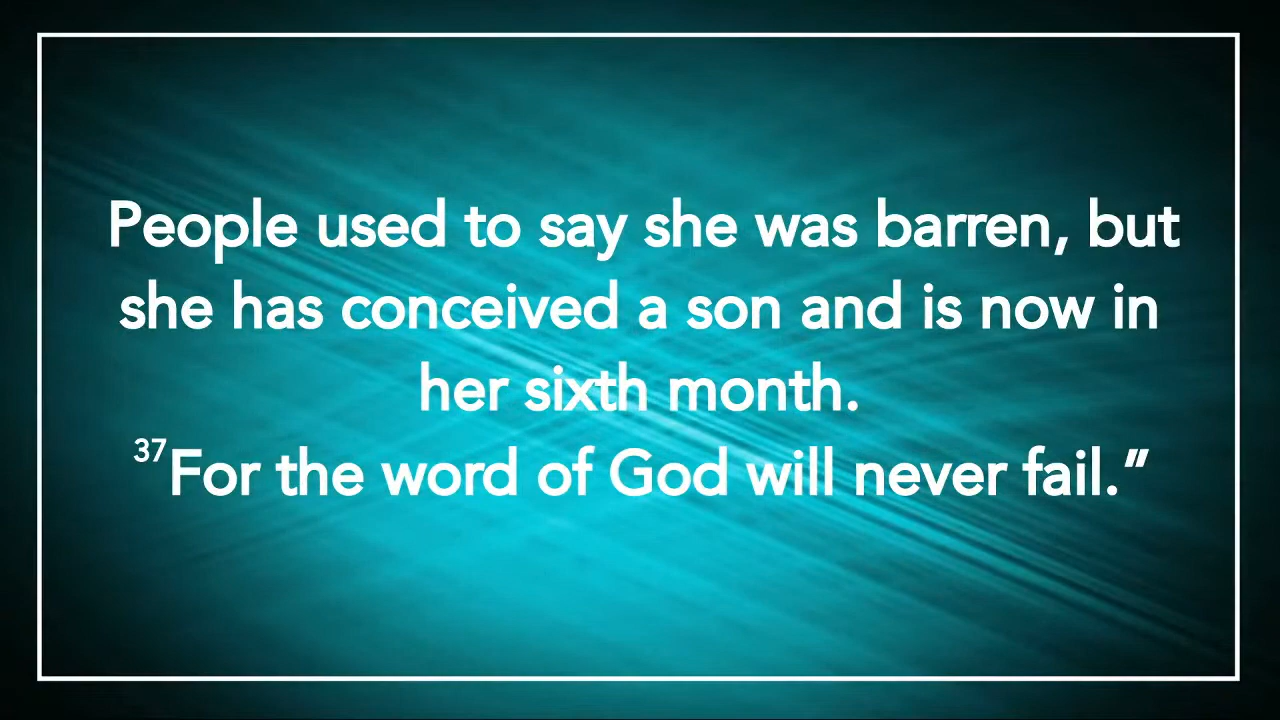 People used to say she was barren, but
she has conceived a son and is now in
her sixth month.
37For the word of God will never fail.”